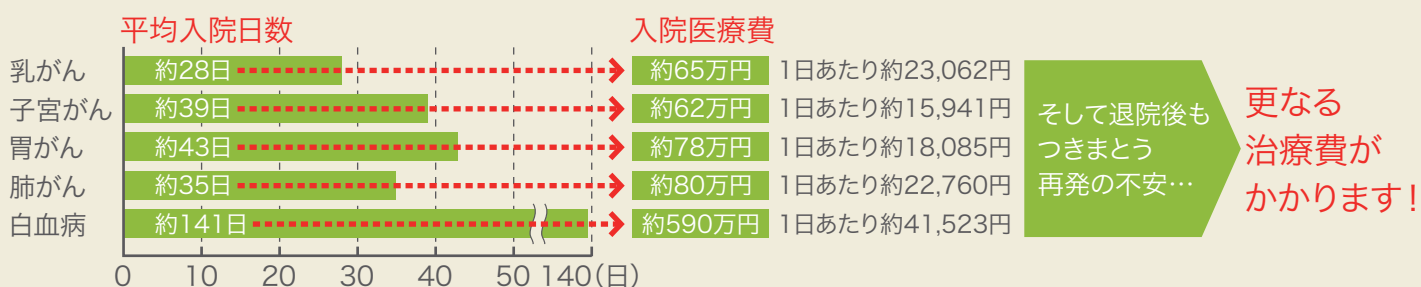 平均入院日数 入院医療費
乳がん 約28日 約65万円 1日あたり約23,062円
子宮がん 約39日 約62万円 1日あたり約15,941円
胃がん 約43日 約78万円 1日あたり約18,085円
肺がん 約35日 約80万円 1日あたり約22,760円
白血病 約141日 約590万円 1日あたり約41,523円
0 10 20 30 40 50 140(日)
そして退院後も
つきまとう
再発の不安…
更なる
治療費が
かかります!